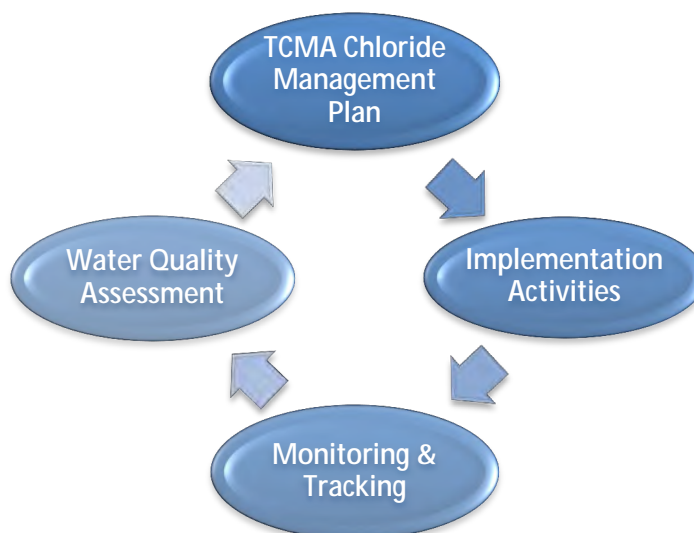 TCMA Chloride
Management
Plan
Implementation
Activities
Monitoring &
Tracking
Water Quality
Assessment